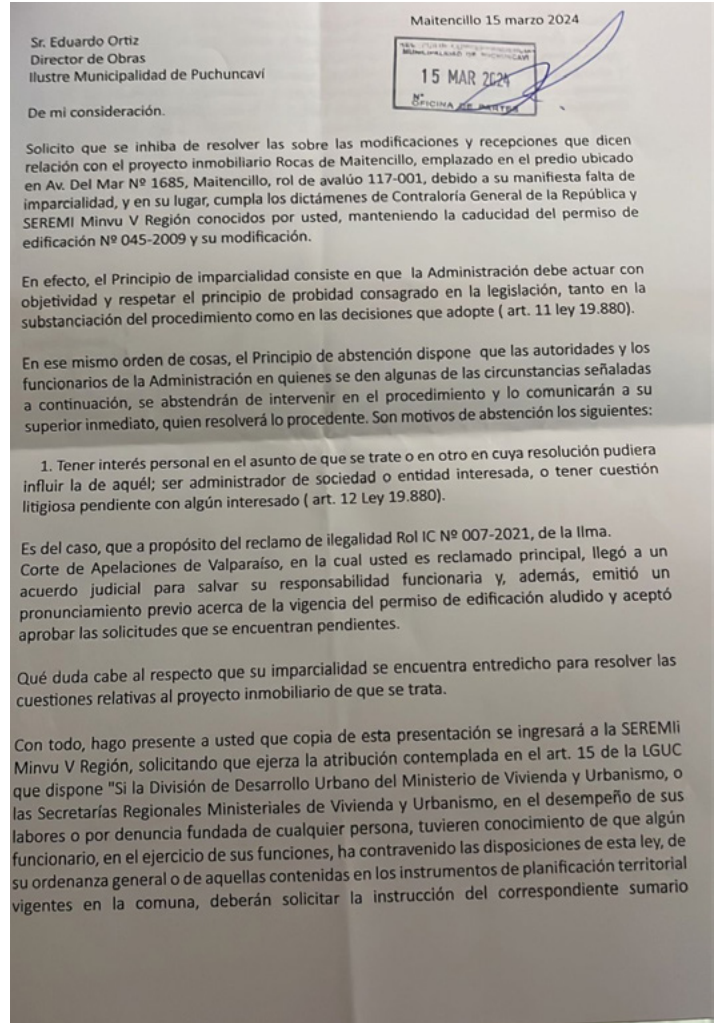 Maitencillo 15 marzo 2024
Sr. Eduardo Ortiz
Director de Obras
Ilustre Municipalidad de Puchuncaví
MUNICIPALIDAD DE PUCHUNCAVI
15 MAR 2024
Nº
OFICINA DE PARTES
De mi consideración.
Solicito que se inhiba de resolver las sobre las modificaciones y recepciones que dicen
relación con el proyecto inmobiliario Rocas de Maitencillo, emplazado en el predio ubicado
en Av. Del Mar Nº 1685, Maitencillo, rol de avalúo 117-001, debido a su manifiesta falta de
imparcialidad, y en su lugar, cumpla los dictámenes de Contraloría General de la República y
SEREMI Minvu V Región conocidos por usted, manteniendo la caducidad del permiso de
edificación Nº 045-2009 y su modificación.
En efecto, el Principio de imparcialidad consiste en que la Administración debe actuar con
objetividad y respetar el principio de probidad consagrado en la legislación, tanto en la
substanciación del procedimiento como en las decisiones que adopte ( art. 11 ley 19.880).
En ese mismo orden de cosas, el Principio de abstención dispone que las autoridades y los
funcionarios de la Administración en quienes se den algunas de las circunstancias señaladas
a continuación, se abstendrán de intervenir en el procedimiento y lo comunicarán a su
superior inmediato, quien resolverá lo procedente. Son motivos de abstención los siguientes:
1. Tener interés personal en el asunto de que se trate o en otro en cuya resolución pudiera
influir la de aquél; ser administrador de sociedad o entidad interesada, o tener cuestión
litigiosa pendiente con algún interesado ( art. 12 Ley 19.880).
Es del caso, que a propósito del reclamo de ilegalidad Rol IC Nº 007-2021, de la Ilma.
Corte de Apelaciones de Valparaíso, en la cual usted es reclamado principal, llegó a un
acuerdo judicial para salvar su responsabilidad funcionaria y, además, emitió un
pronunciamiento previo acerca de la vigencia del permiso de edificación aludido y aceptó
aprobar las solicitudes que se encuentran pendientes.
Qué duda cabe al respecto que su imparcialidad se encuentra entredicho para resolver las
cuestiones relativas al proyecto inmobiliario de que se trata.
Con todo, hago presente a usted que copia de esta presentación se ingresará a la SEREMIi
Minvu V Región, solicitando que ejerza la atribución contemplada en el art. 15 de la LGUC
que dispone "Si la División de Desarrollo Urbano del Ministerio de Vivienda y Urbanismo, o
las Secretarías Regionales Ministeriales de Vivienda y Urbanismo, en el desempeño de sus
labores o por denuncia fundada de cualquier persona, tuvieren conocimiento de que algún
funcionario, en el ejercicio de sus funciones, ha contravenido las disposiciones de esta ley, de
su ordenanza general o de aquellas contenidas en los instrumentos de planificación territorial
vigentes en la comuna, deberán solicitar la instrucción del correspondiente sumario